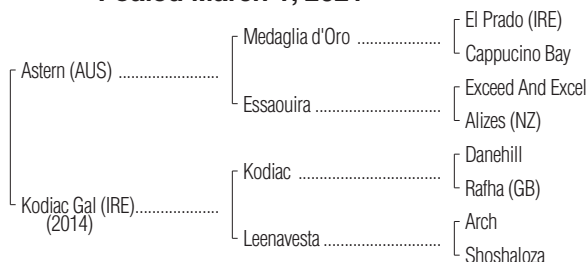 Foaled March 1, 2021
El Prado (IRE)
Medaglia d'Oro
Cappucino Bay
Astern (AUS)
Exceed And Excel
Essaouira
Alizes (NZ)
Danehill
Kodiac
Rafha (GB)
Kodiac Gal (IRE)
(2014)
Arch
Leenavesta
Shoshaloza